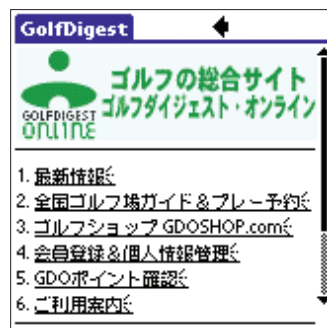 GolfDigest
ゴルフの総合サイト
ゴルフダイジェスト・オンライン
GOLFDIGEST
ONLINE
1. 最新情報
2. 全国ゴルフ場ガイド＆プレー予約
3. ゴルフショップ GDOSHOP.com
4. 会員登録＆個人情報管理
5. GDOポイント確認
6. ご利用案内